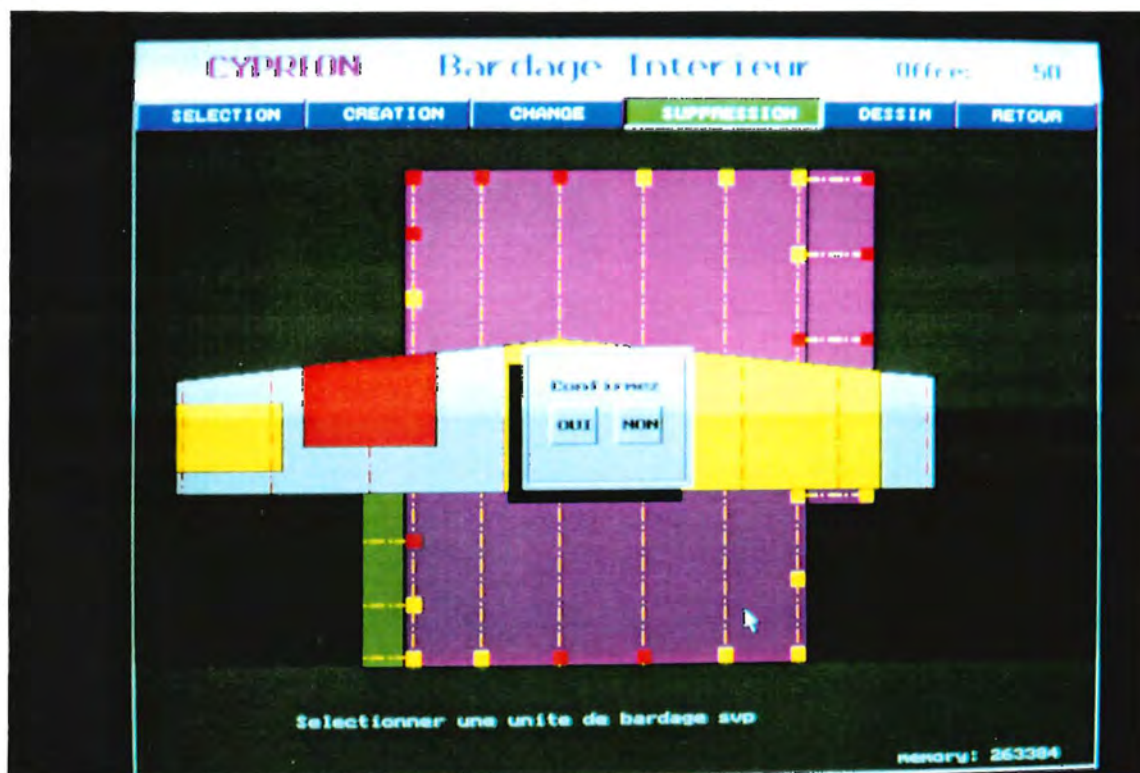 CYPRION Bardage Interieur Offre: 50
SELECTION CREATION CHANGE SUPPRESSION DESSIN RETOUR
Confirmez
OUI NON
Selectionner une unite de bardage svp
memory: 263384